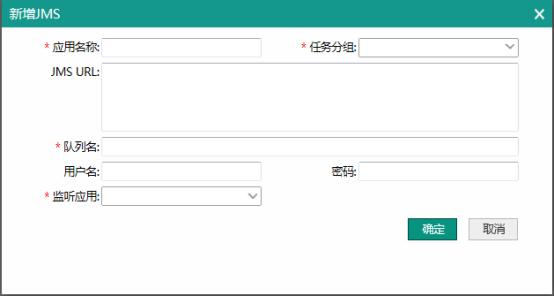 新增JMS
* 应用名称: * 任务分组:
JMS URL:
* 队列名:
用户名: 密码:
* 监听应用:
确定 取消